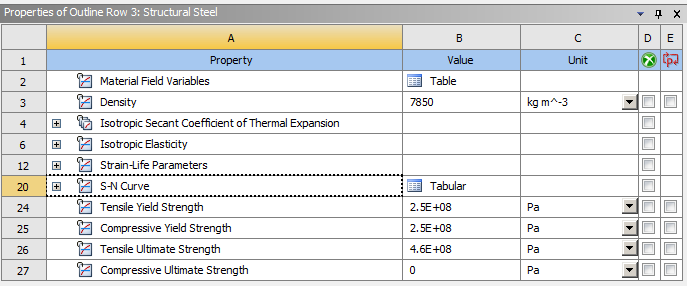 Properties of Outline Row 3: Structural Steel
A B C D E
1 Property Value Unit
2 Material Field Variables Table
3 Density 7850 kg m^-3
4 Isotropic Secant Coefficient of Thermal Expansion
6 Isotropic Elasticity
12 Strain-Life Parameters
20 S-N Curve Tabular
24 Tensile Yield Strength 2.5E+08 Pa
25 Compressive Yield Strength 2.5E+08 Pa
26 Tensile Ultimate Strength 4.6E+08 Pa
27 Compressive Ultimate Strength 0 Pa